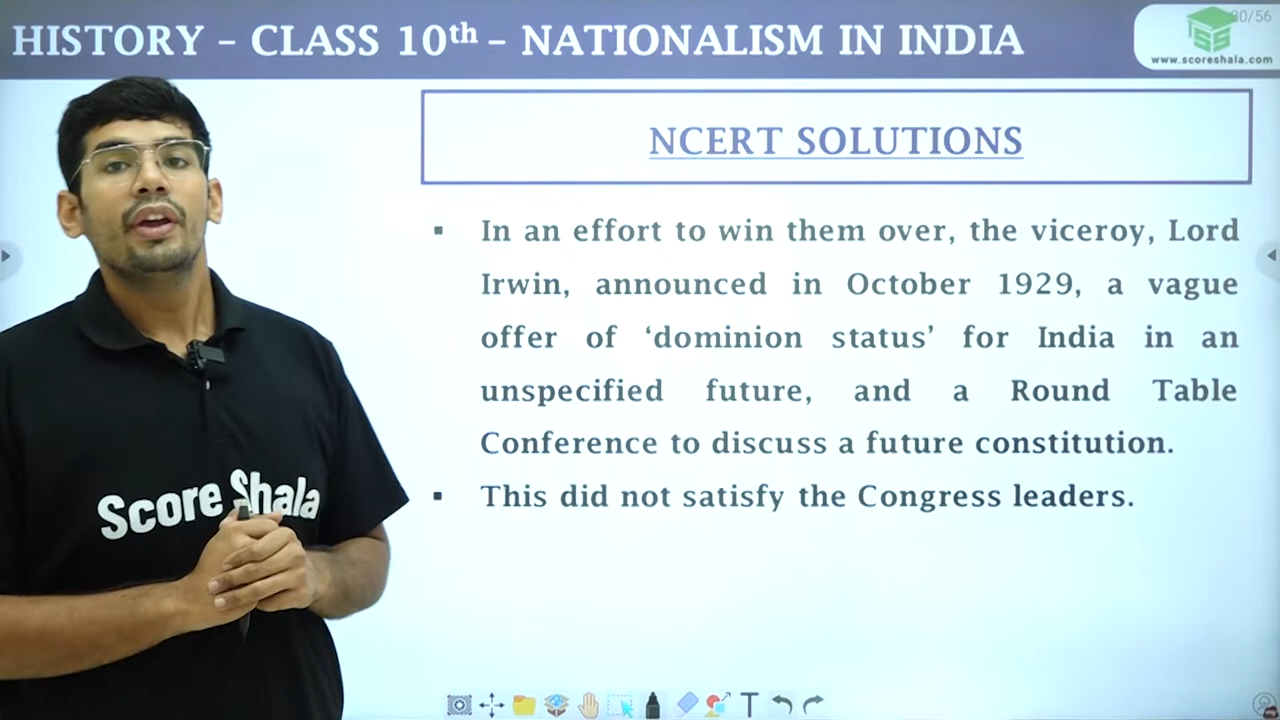 HISTORY – CLASS 10th – NATIONALISM IN INDIA
www.scoreshala.com
NCERT SOLUTIONS
▪ In an effort to win them over, the viceroy, Lord
Irwin, announced in October 1929, a vague
offer of ‘dominion status’ for India in an
unspecified future, and a Round Table
Conference to discuss a future constitution.
▪ This did not satisfy the Congress leaders.
Score Shala